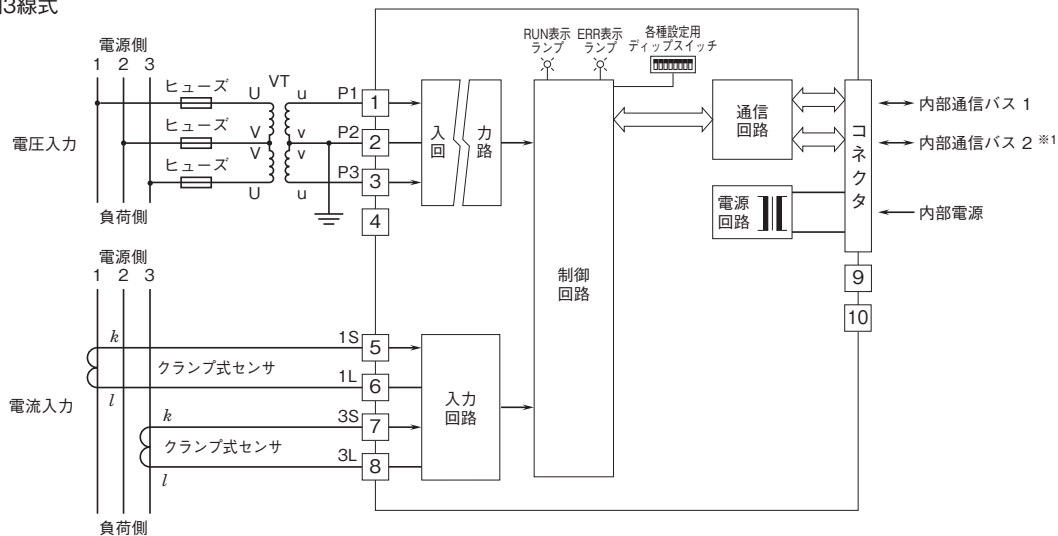 3線式
電源側
1 2 3
ヒューズ
ヒューズ
ヒューズ
電圧入力
負荷側
VT
U u
V v
V v
U u
P1
P2
P3
1
2
3
4
入力
回路
RUN表示
ランプ
ERR表示
ランプ
各種設定用
ディップスイッチ
制御
回路
通信
回路
電源
回路
コネクタ
内部通信バス 1
内部通信バス 2 ※1
内部電源
9
10
電源側
1 2 3
電流入力
k
クランプ式センサ
l
k
クランプ式センサ
l
負荷側
1S
1L
3S
3L
5
6
7
8
入力
回路